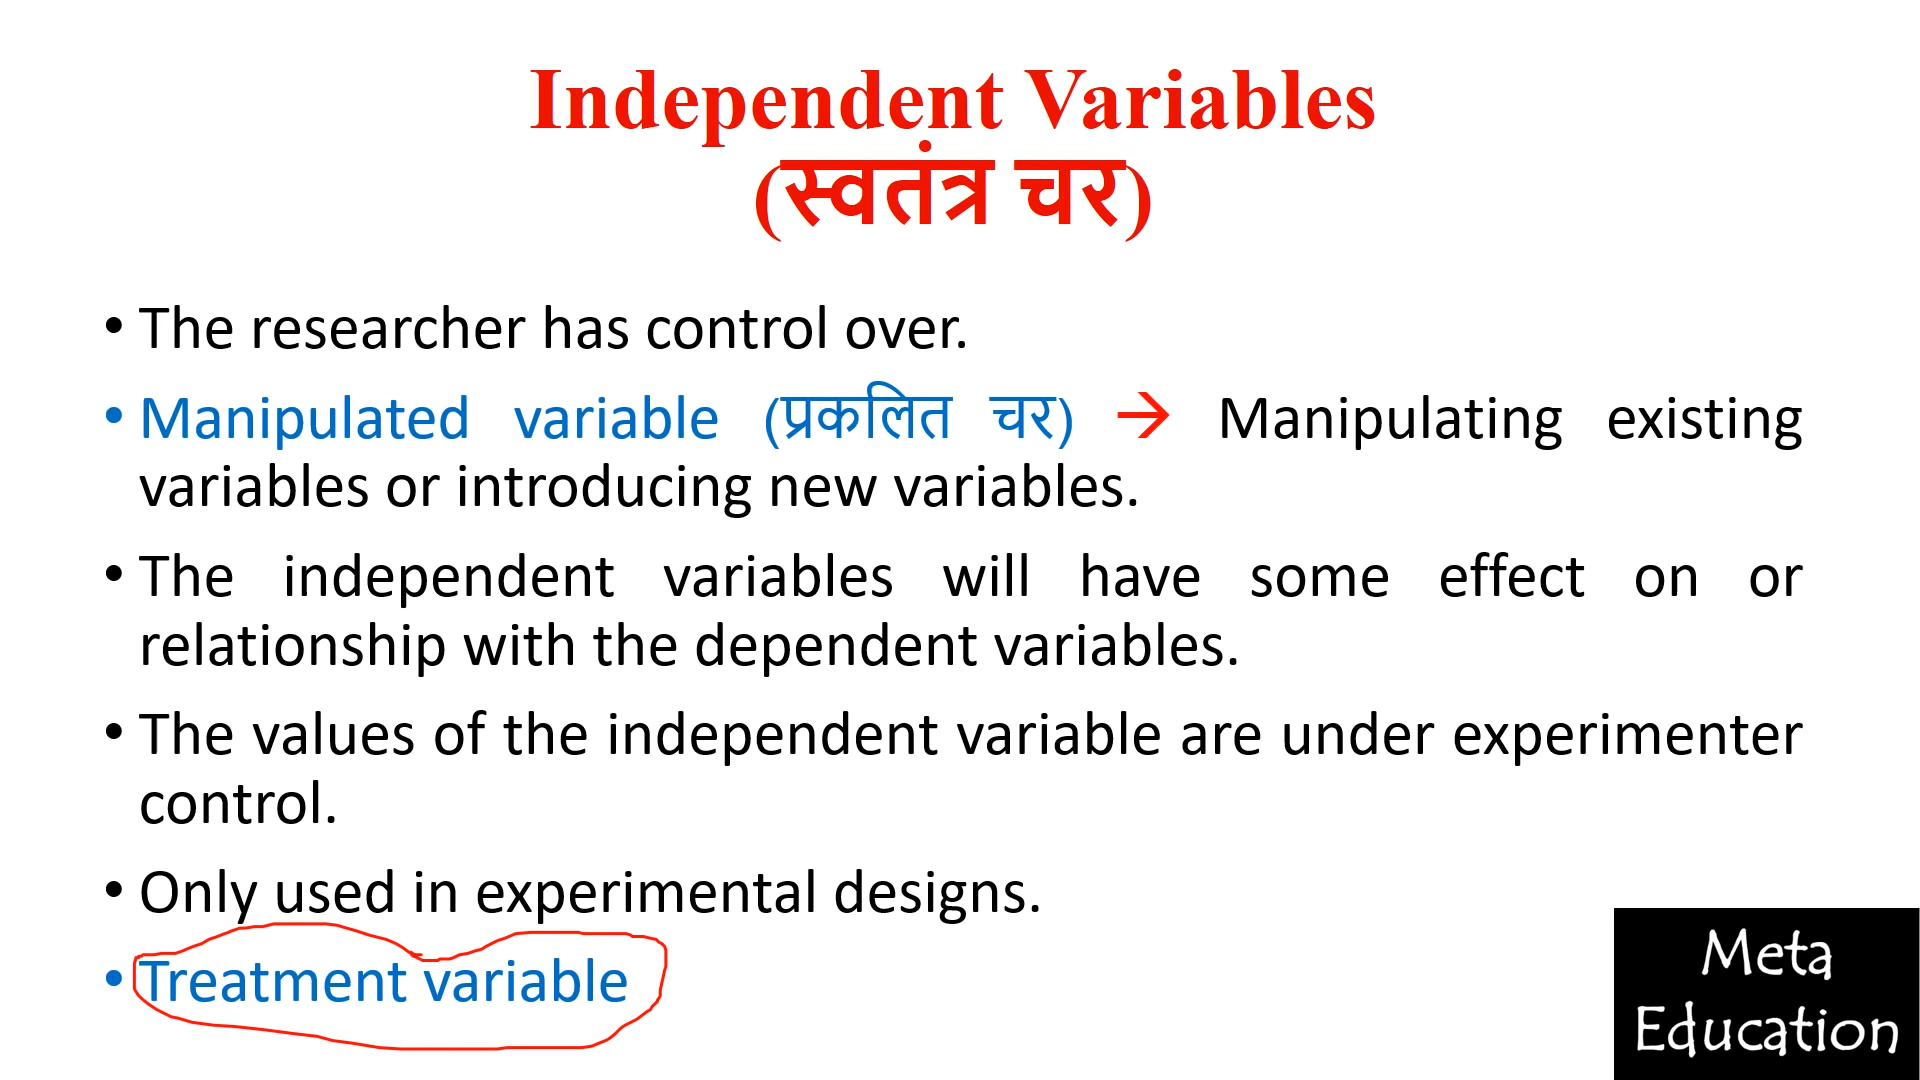 Independent Variables
(स्वतंत्र चर)
• The researcher has control over.
• Manipulated variable (प्रकलित चर) → Manipulating existing
variables or introducing new variables.
• The independent variables will have some effect on or
relationship with the dependent variables.
• The values of the independent variable are under experimenter
control.
• Only used in experimental designs.
• Treatment variable
Meta
Education